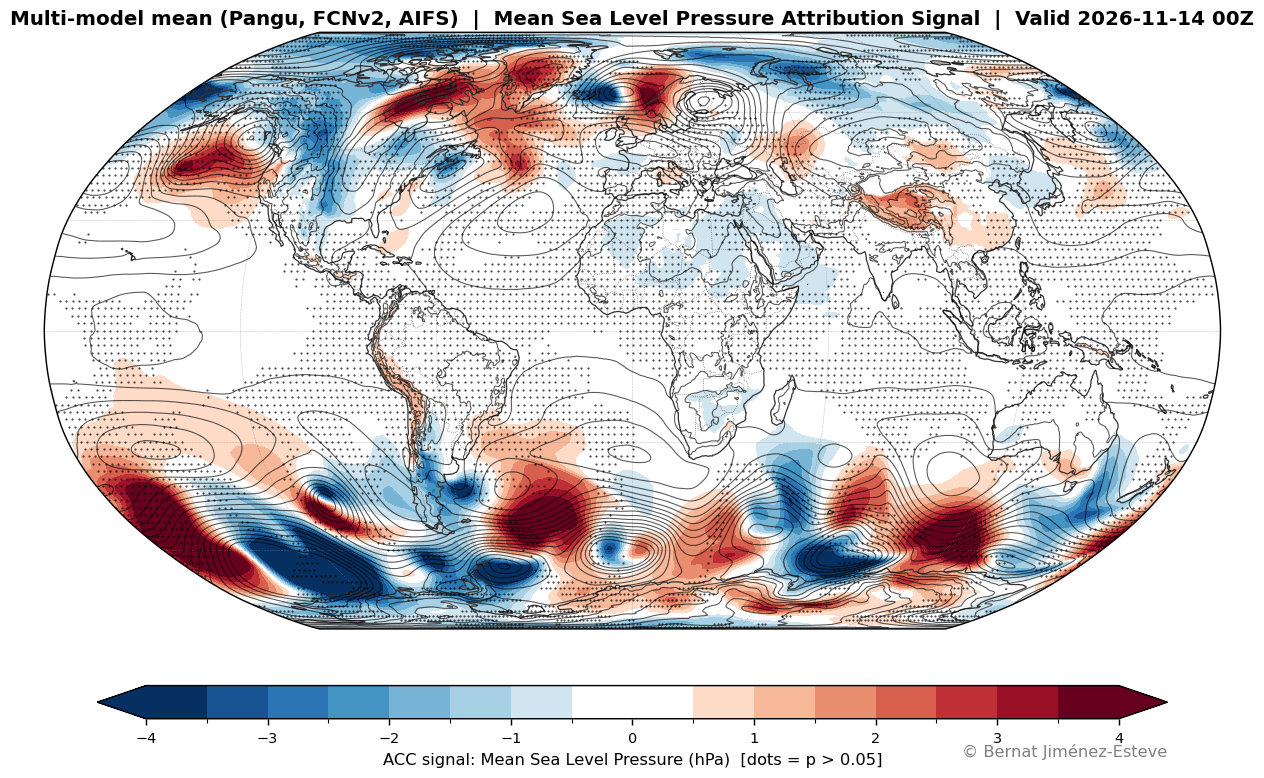 Multi-model mean (Pangu, FCNv2, AIFS)  |  Mean Sea Level Pressure Attribution Signal  |  Valid 2026-11-14 00Z
−4 −3 −2 −1 0 1 2 3 4
ACC signal: Mean Sea Level Pressure (hPa)  [dots = p > 0.05]
© Bernat Jiménez-Esteve